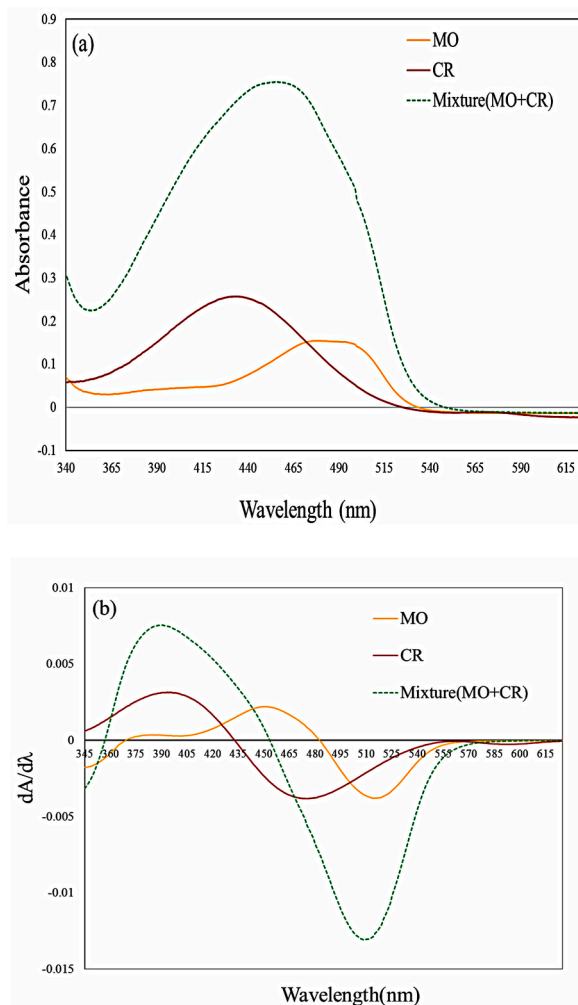 (a)
MO
CR
Mixture(MO+CR)
Absorbance
0.9
0.8
0.7
0.6
0.5
0.4
0.3
0.2
0.1
0
-0.1
340 365 390 415 440 465 490 515 540 565 590 615
Wavelength (nm)
(b)
MO
CR
Mixture(MO+CR)
dA/dλ
0.01
0.005
0
-0.005
-0.01
-0.015
345 360 375 390 405 420 435 450 465 480 495 510 525 540 555 570 585 600 615
Wavelength(nm)